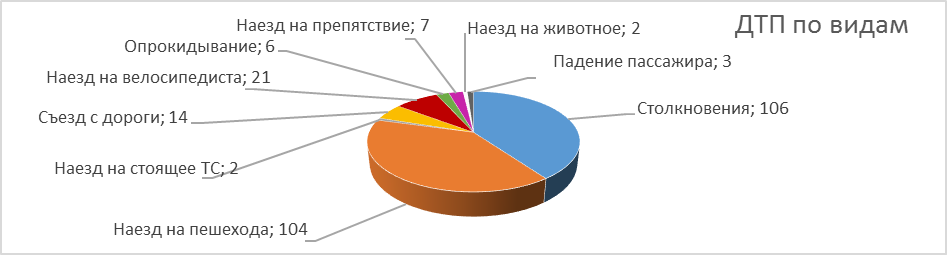 ДТП по видам
Наезд на препятствие; 7
Наезд на животное; 2
Опрокидывание; 6
Падение пассажира; 3
Наезд на велосипедиста; 21
Столкновения; 106
Съезд с дороги; 14
Наезд на стоящее ТС; 2
Наезд на пешехода; 104